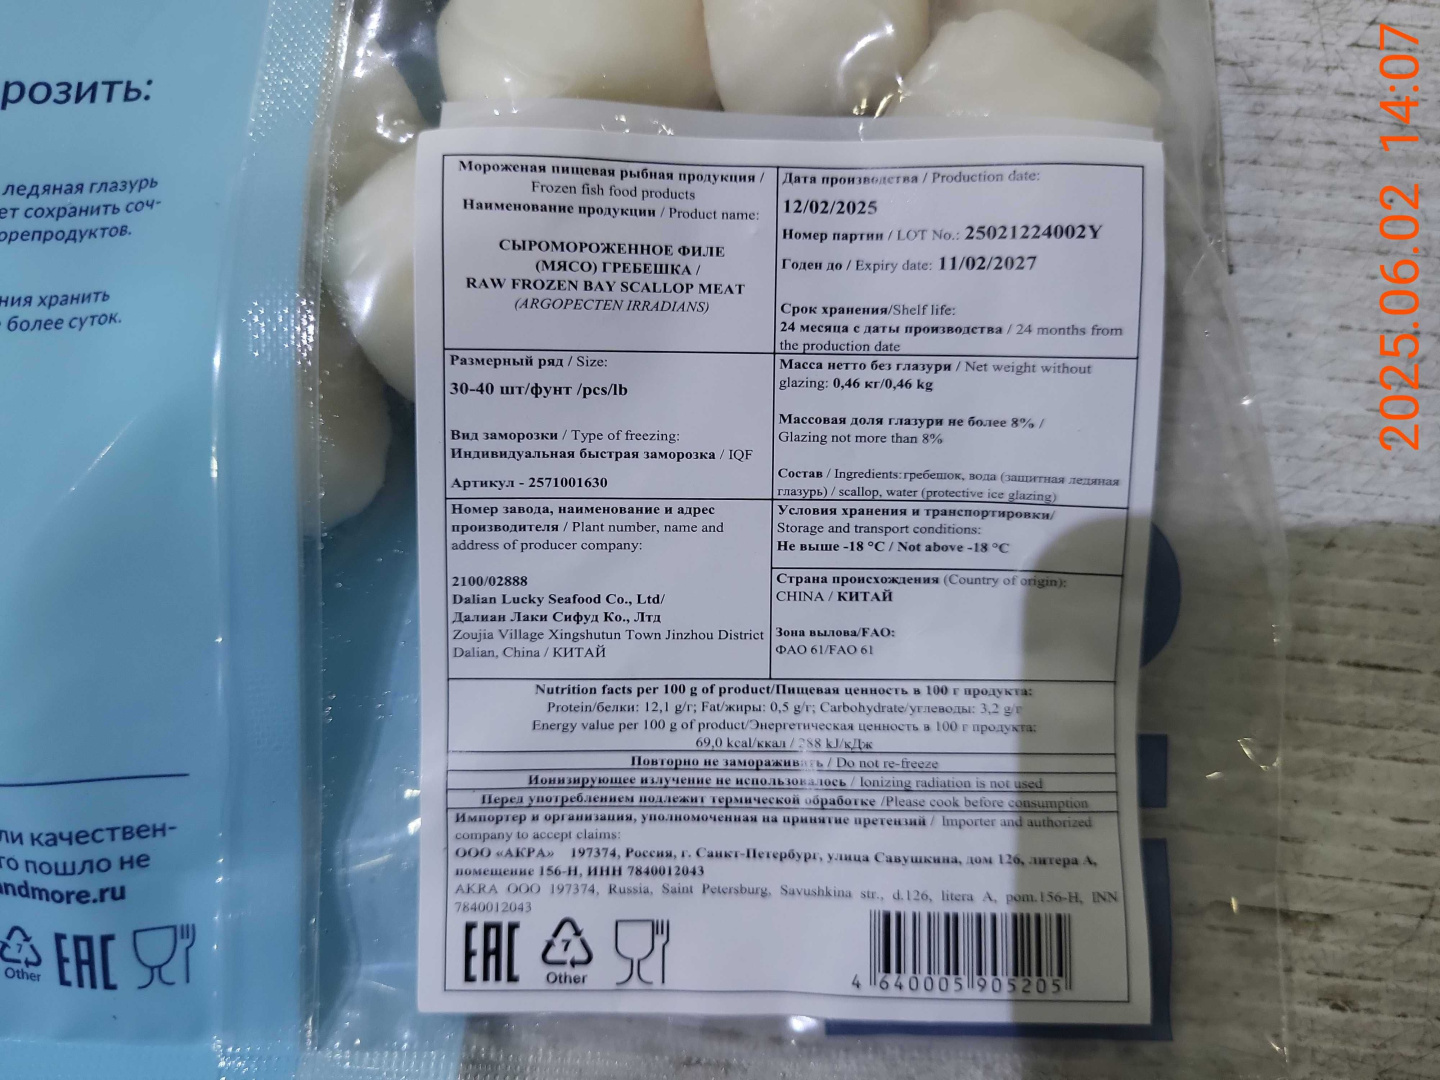 розить:
ледяная глазурь
ет сохранить соч-
орепродуктов.
ния хранить
более суток.
ли качествен-
го пошло не
andmore.ru
7
Other
EAC
Мороженая пищевая рыбная продукция /
Frozen fish food products
Наименование продукции / Product name:
СЫРОМОРОЖЕННОЕ ФИЛЕ
(МЯСО) ГРЕБЕШКА /
RAW FROZEN BAY SCALLOP MEAT
(ARGOPECTEN IRRADIANS)
Дата производства / Production date:
12/02/2025
Номер партии / LOT No.: 25021224002Y
Годен до / Expiry date: 11/02/2027
Срок хранения/Shelf life:
24 месяца с даты производства / 24 months from
the production date
Размерный ряд / Size:
30-40 шт/фунт /pcs/lb
Вид заморозки / Type of freezing:
Индивидуальная быстрая заморозка / IQF
Артикул - 2571001630
Масса нетто без глазури / Net weight without
glazing: 0,46 кг/0,46 kg
Массовая доля глазури не более 8% /
Glazing not more than 8%
Состав / Ingredients: гребешок, вода (защитная ледяная
глазурь) / scallop, water (protective ice glazing)
Номер завода, наименование и адрес
производителя / Plant number, name and
address of producer company:
2100/02888
Dalian Lucky Seafood Co., Ltd/
Далиан Лаки Сифуд Ко., Лтд
Zoujia Village Xingshutun Town Jinzhou District
Dalian, China / КИТАЙ
Условия хранения и транспортировки/
Storage and transport conditions:
Не выше -18 °C / Not above -18 °C
Страна происхождения (Country of origin):
CHINA / КИТАЙ
Зона вылова/FAO:
ФАО 61/FAO 61
Nutrition facts per 100 g of product/Пищевая ценность в 100 г продукта:
Protein/белки: 12,1 g/г; Fat/жиры: 0,5 g/г; Carbohydrate/углеводы: 3,2 g/г
Energy value per 100 g of product/Энергетическая ценность в 100 г продукта:
69,0 kcal/ккал / 288 kJ/кДж
Повторно не замораживать / Do not re-freeze
Ионизирующее излучение не использовалось / Ionizing radiation is not used
Перед употреблением подлежит термической обработке /Please cook before consumption
Импортер и организация, уполномоченная на принятие претензий / Importer and authorized
company to accept claims:
ООО «АКРА» 197374, Россия, г. Санкт-Петербург, улица Савушкина, дом 126, литера А,
помещение 156-Н, ИНН 7840012043
AKRA OOO 197374, Russia, Saint Petersburg, Savushkina str., d.126, litera A, pom.156-H, INN
7840012043
EAC
7
Other
4 640005 905205
2025.06.02 14:07